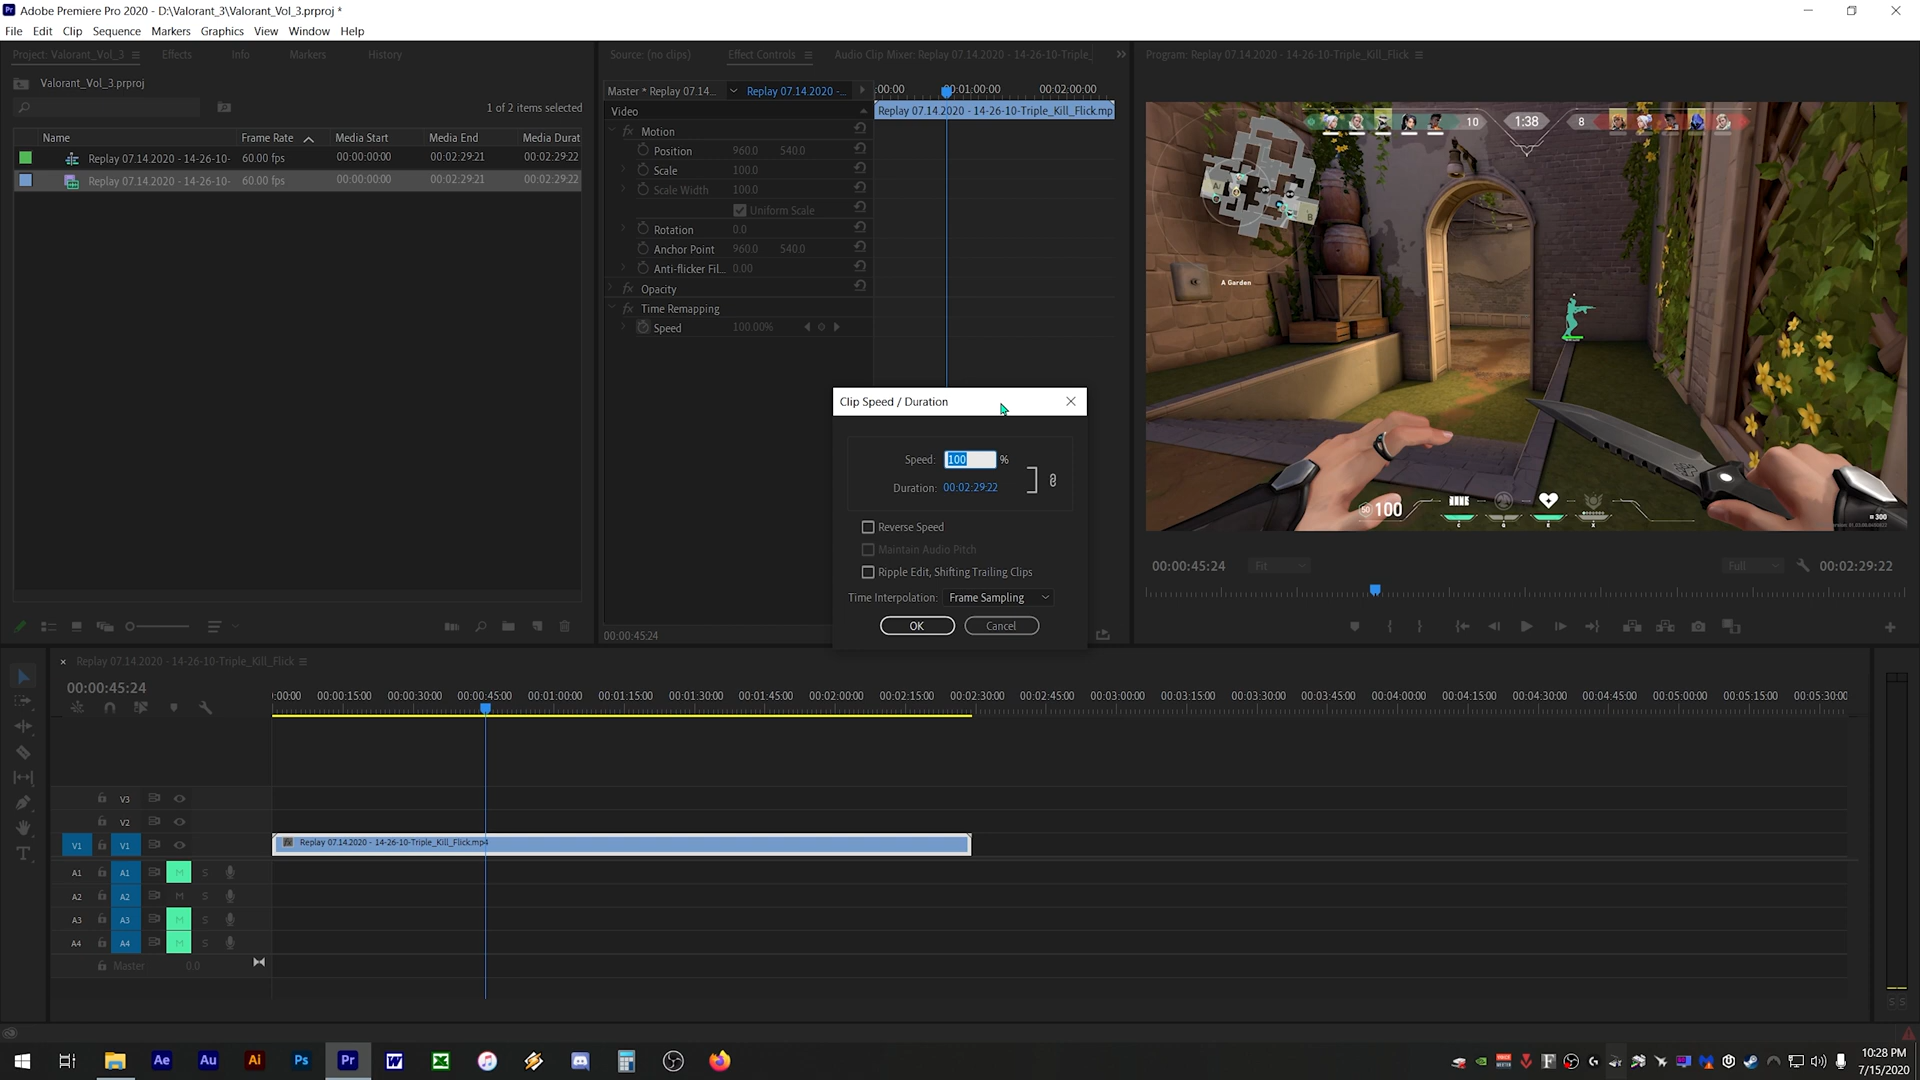 Adobe Premiere Pro 2020 - D:\Valorant_3\Valorant_Vol_3.prproj *
File Edit Clip Sequence Markers Graphics View Window Help
Project: Valorant_Vol_3 Effects Info Markers History
Valorant_Vol_3.prproj
1 of 2 items selected
Name Frame Rate Media Start Media End Media Durat
Replay 07.14.2020 - 14-26-10- 60.00 fps 00:00:00:00 00:02:29:21 00:02:29:22
Replay 07.14.2020 - 14-26-10- 60.00 fps 00:00:00:00 00:02:29:21 00:02:29:22
Source: (no clips) Effect Controls Audio Clip Mixer: Replay 07.14.2020 - 14-26-10-Triple_
Master * Replay 07.14... Replay 07.14.2020 -... :00:00 00:01:00:00 00:02:00:00
Video Replay 07.14.2020 - 14-26-10-Triple_Kill_Flick.mp
fx Motion
Position 960.0 540.0
Scale 100.0
Scale Width 100.0
Uniform Scale
Rotation 0.0
Anchor Point 960.0 540.0
Anti-flicker Fil... 0.00
fx Opacity
fx Time Remapping
Speed 100.00%
00:00:45:24
Clip Speed / Duration
Speed: 100 %
Duration: 00:02:29:22
Reverse Speed
Maintain Audio Pitch
Ripple Edit, Shifting Trailing Clips
Time Interpolation: Frame Sampling
OK Cancel
Program: Replay 07.14.2020 - 14-26-10-Triple_Kill_Flick
10 1:38 8
A
B
A Garden
50 100
C Q E X
300
00:00:45:24 Fit Full 00:02:29:22
× Replay 07.14.2020 - 14-26-10-Triple_Kill_Flick
00:00:45:24
:00:00 00:00:15:00 00:00:30:00 00:00:45:00 00:01:00:00 00:01:15:00 00:01:30:00 00:01:45:00 00:02:00:00 00:02:15:00 00:02:30:00 00:02:45:00 00:03:00:00 00:03:15:00 00:03:30:00 00:03:45:00 00:04:00:00 00:04:15:00 00:04:30:00 00:04:45:00 00:05:00:00 00:05:15:00 00:05:30:00
V3
V2
V1 V1 fx Replay 07.14.2020 - 14-26-10-Triple_Kill_Flick.mp4
A1 A1 M S
A2 A2 M S
A3 A3 M S
A4 A4 M S
Master 0.0
S S
Ae Au Ai Ps Pr W X
10:28 PM
7/15/2020